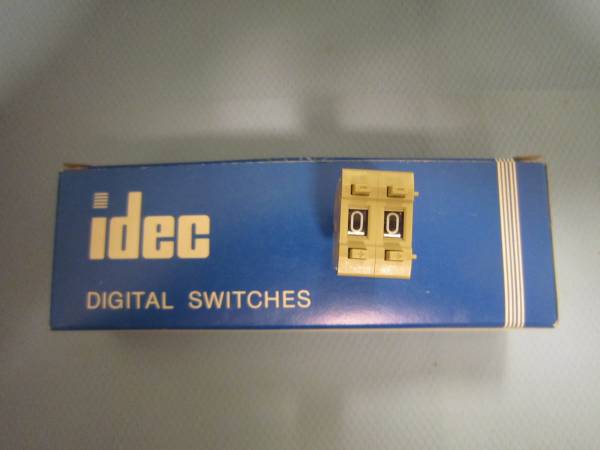 idec
DIGITAL SWITCHES
- -
0 0
+ +